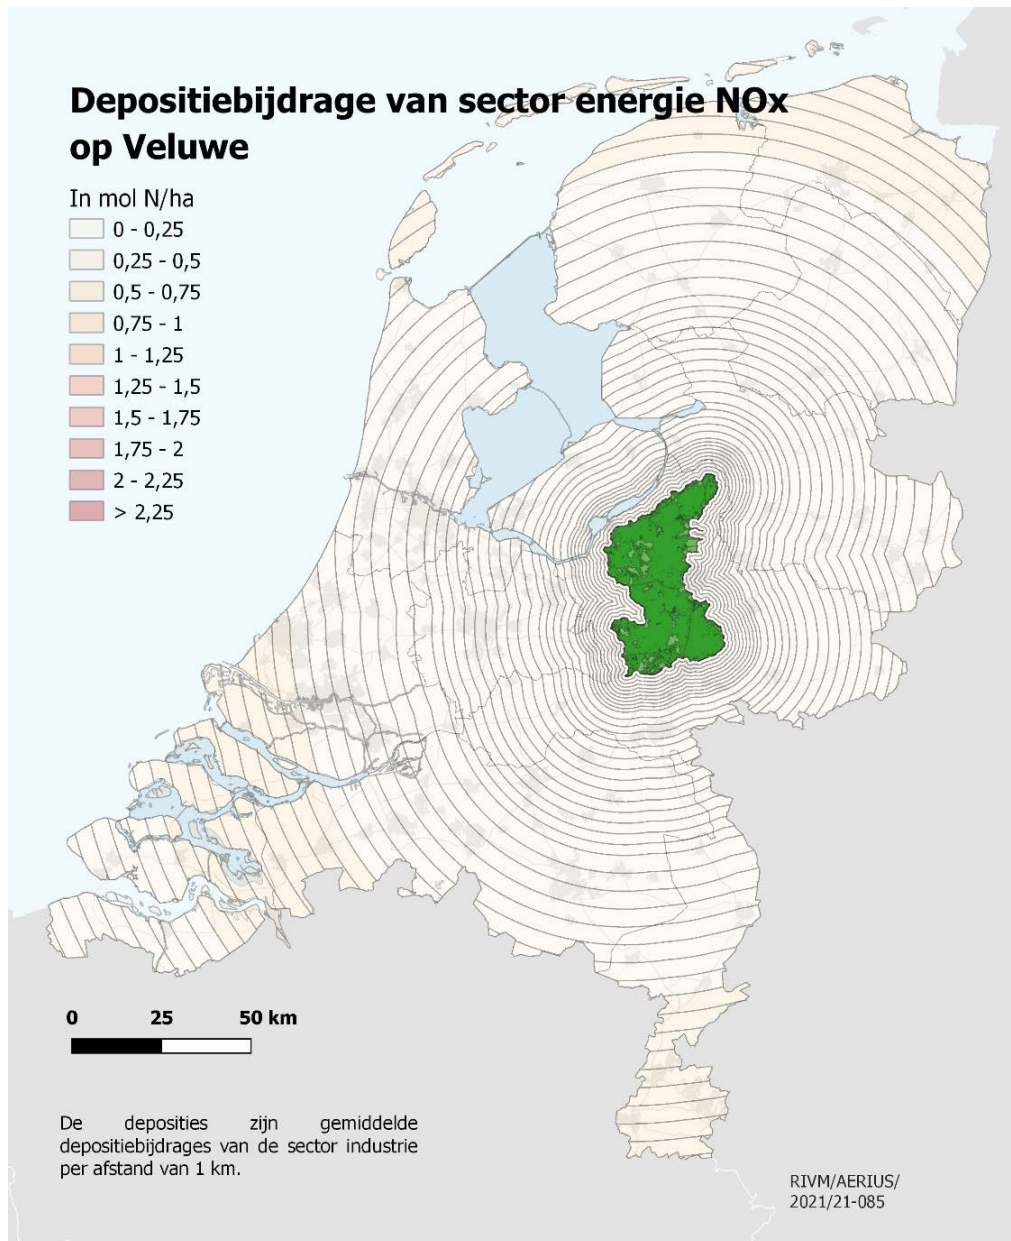 Depositiebijdrage van sector energie NOx
op Veluwe
In mol N/ha
0 - 0,25
0,25 - 0,5
0,5 - 0,75
0,75 - 1
1 - 1,25
1,25 - 1,5
1,5 - 1,75
1,75 - 2
2 - 2,25
> 2,25
0 25 50 km
De deposities zijn gemiddelde
depositiebijdrages van de sector industrie
per afstand van 1 km.
RIVM/AERIUS/
2021/21-085